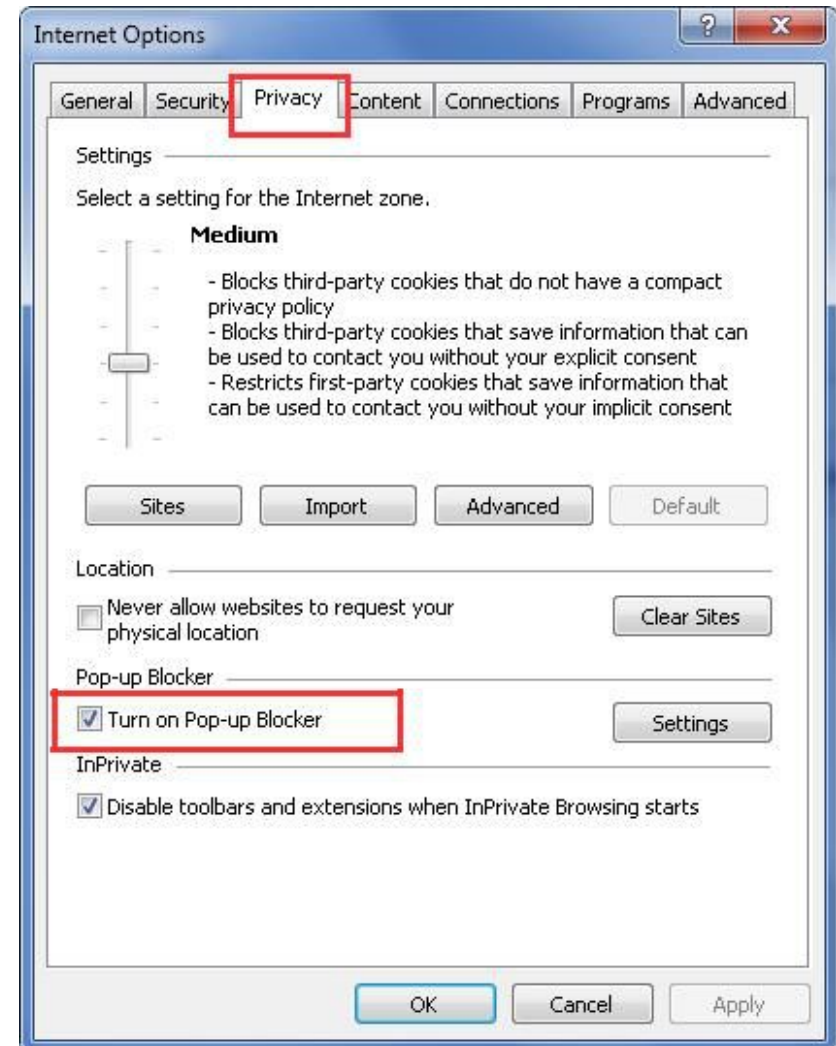 Internet Options
?
General Security Privacy Content Connections Programs Advanced
Settings
Select a setting for the Internet zone.
Medium
- Blocks third-party cookies that do not have a compact
privacy policy
- Blocks third-party cookies that save information that can
be used to contact you without your explicit consent
- Restricts first-party cookies that save information that
can be used to contact you without your implicit consent
Sites Import Advanced Default
Location
Never allow websites to request your
physical location
Clear Sites
Pop-up Blocker
Turn on Pop-up Blocker
Settings
InPrivate
Disable toolbars and extensions when InPrivate Browsing starts
OK Cancel Apply